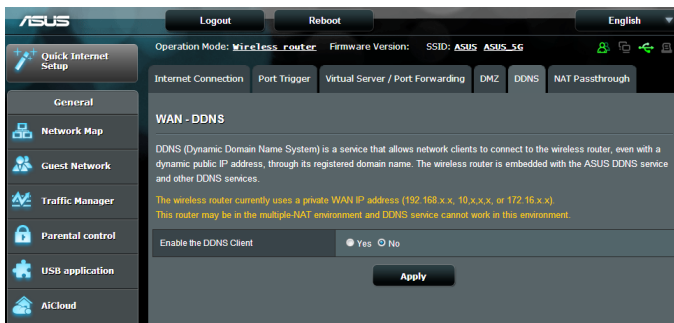 ASUS
Logout
Reboot
English
Quick Internet
Setup
Operation Mode: Wireless router Firmware Version: SSID: ASUS ASUS_5G
Internet Connection
Port Trigger
Virtual Server / Port Forwarding
DMZ
DDNS
NAT Passthrough
General
Network Map
Guest Network
Traffic Manager
Parental control
USB application
AiCloud
WAN - DDNS
DDNS (Dynamic Domain Name System) is a service that allows network clients to connect to the wireless router, even with a
dynamic public IP address, through its registered domain name. The wireless router is embedded with the ASUS DDNS service
and other DDNS services.
The wireless router currently uses a private WAN IP address (192.168.x.x, 10,x,x,x, or 172.16.x.x).
This router may be in the multiple-NAT environment and DDNS service cannot work in this environment.
Enable the DDNS Client
Yes
No
Apply